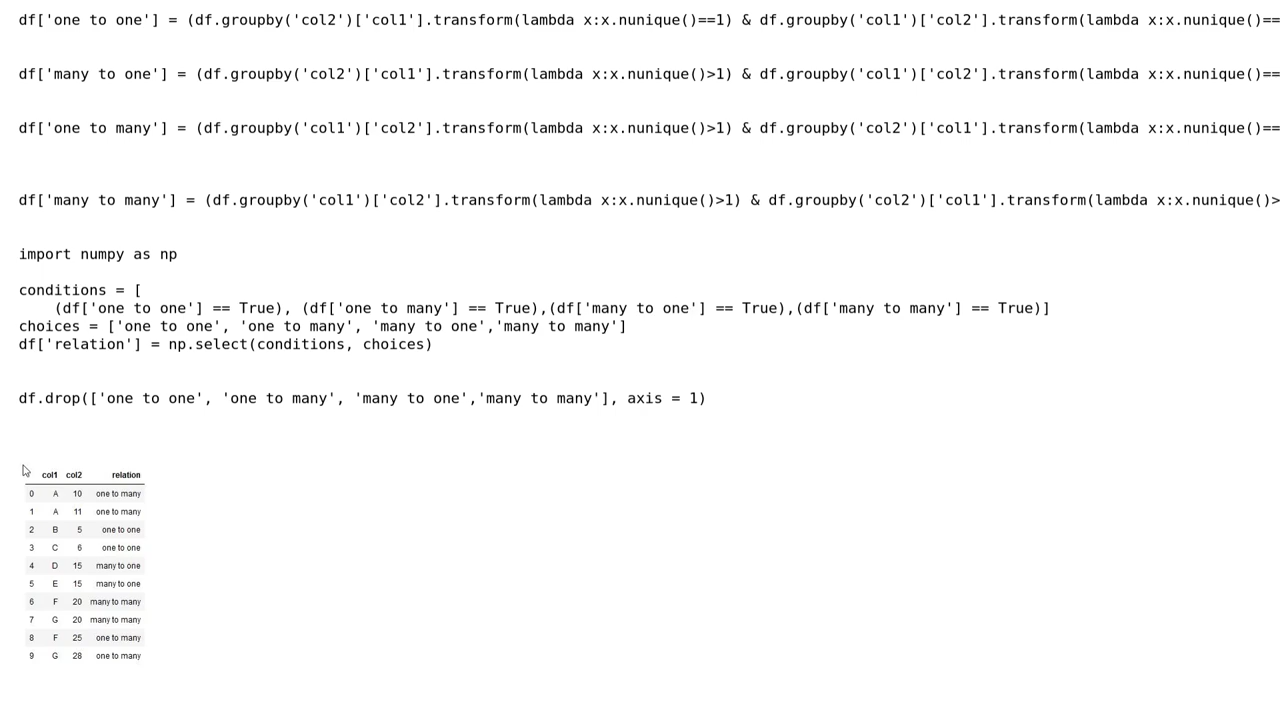 df['one to one'] = (df.groupby('col2')['col1'].transform(lambda x:x.nunique()==1) & df.groupby('col1')['col2'].transform(lambda x:x.nunique()==
df['many to one'] = (df.groupby('col2')['col1'].transform(lambda x:x.nunique()>1) & df.groupby('col1')['col2'].transform(lambda x:x.nunique()==
df['one to many'] = (df.groupby('col1')['col2'].transform(lambda x:x.nunique()>1) & df.groupby('col2')['col1'].transform(lambda x:x.nunique()==
df['many to many'] = (df.groupby('col1')['col2'].transform(lambda x:x.nunique()>1) & df.groupby('col2')['col1'].transform(lambda x:x.nunique()>
import numpy as np
conditions = [
    (df['one to one'] == True), (df['one to many'] == True),(df['many to one'] == True),(df['many to many'] == True)]
choices = ['one to one', 'one to many', 'many to one','many to many']
df['relation'] = np.select(conditions, choices)
df.drop(['one to one', 'one to many', 'many to one','many to many'], axis = 1)
col1 col2 relation
0 A 10 one to many
1 A 11 one to many
2 B 5 one to one
3 C 6 one to one
4 D 15 many to one
5 E 15 many to one
6 F 20 many to many
7 G 20 many to many
8 F 25 one to many
9 G 28 one to many